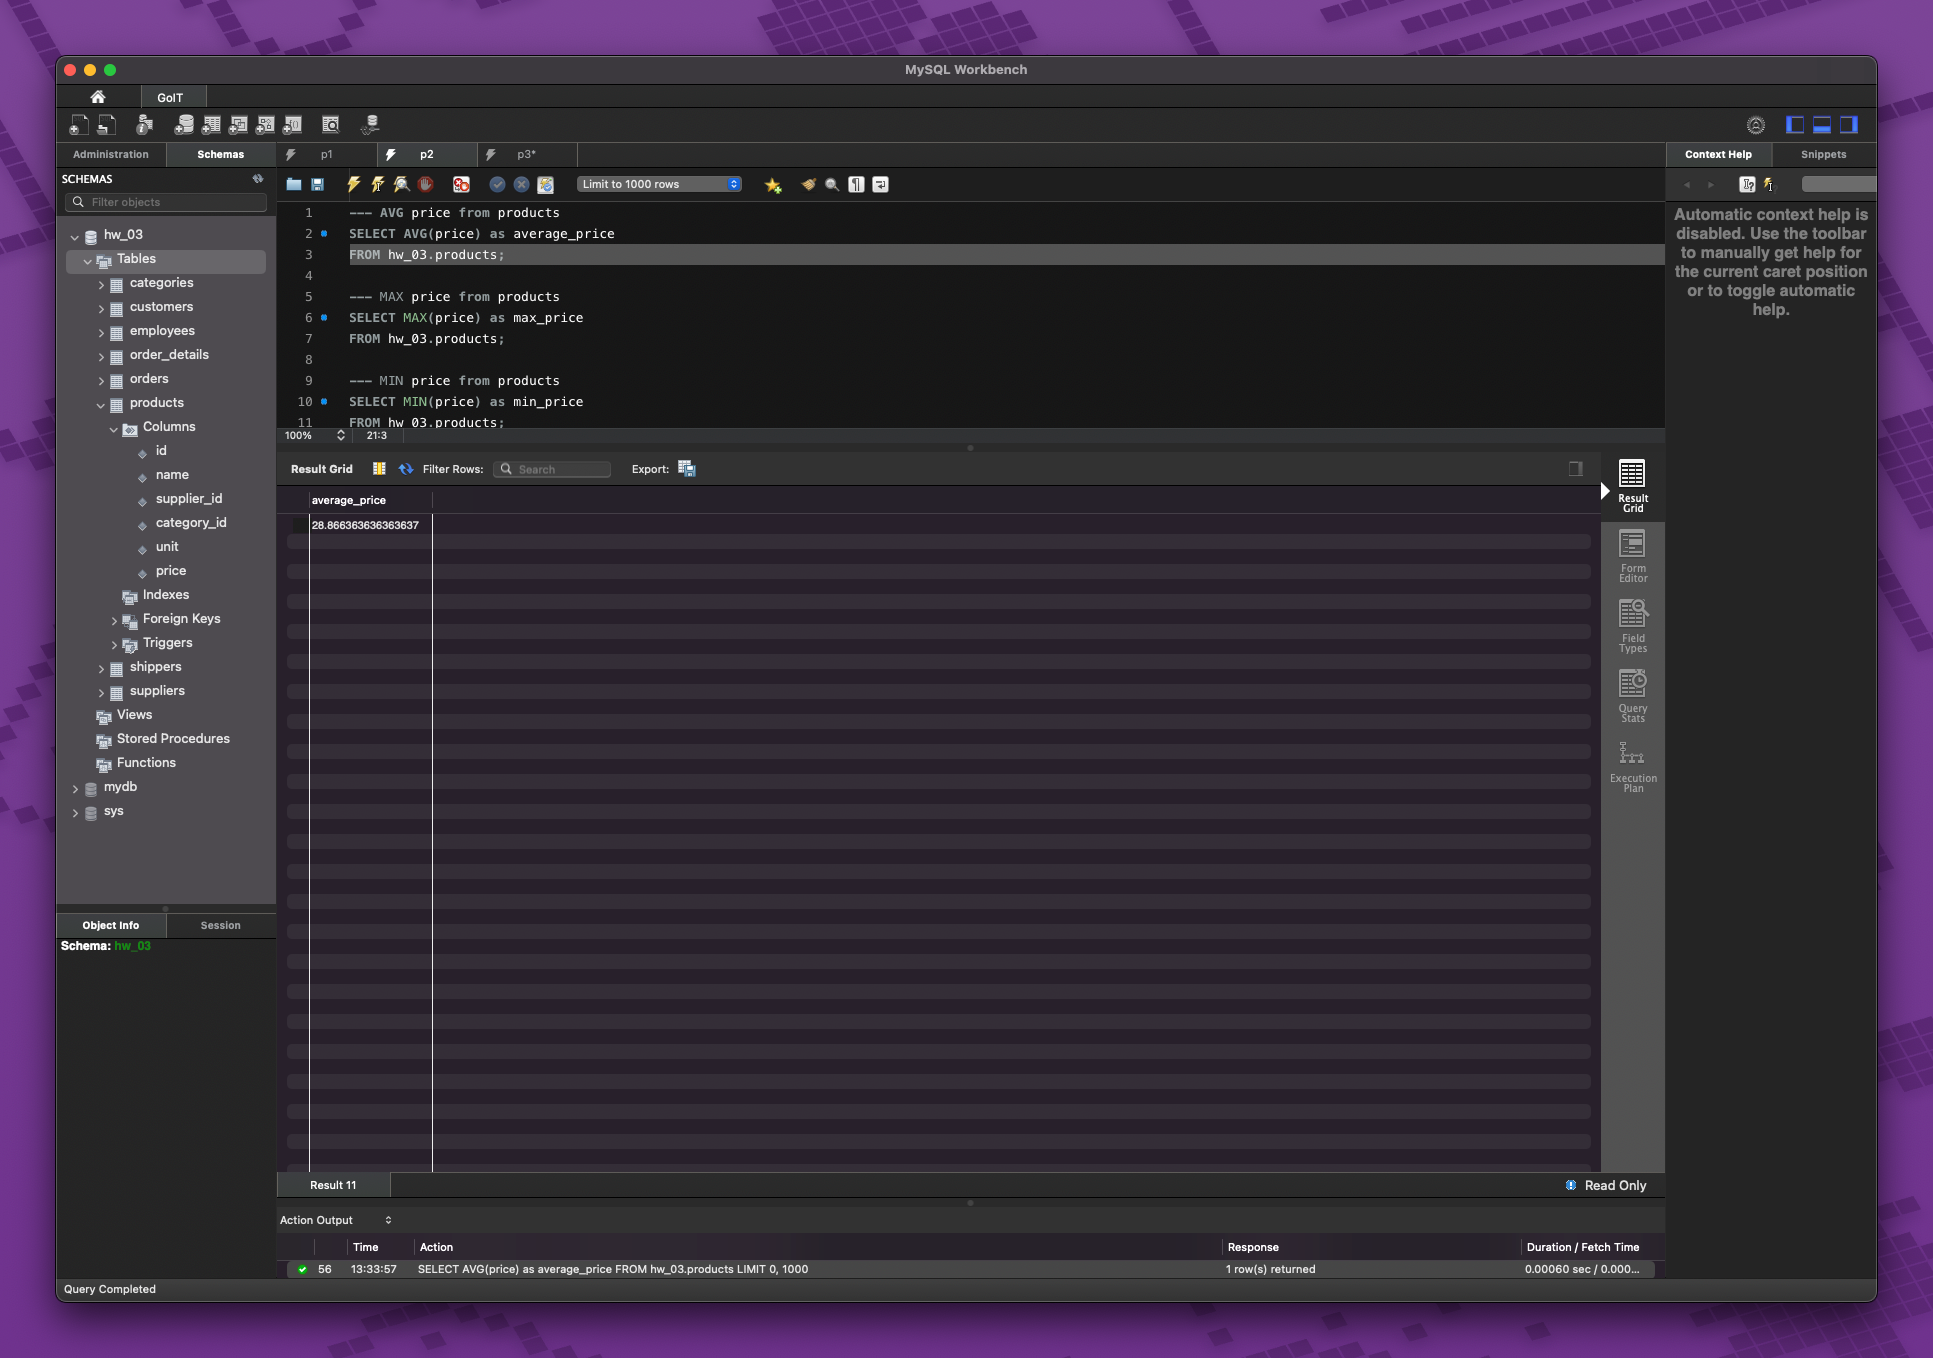 MySQL Workbench
GoIT
Administration
Schemas
p1
p2
p3*
Context Help
Snippets
SCHEMAS
Filter objects
hw_03
Tables
categories
customers
employees
order_details
orders
products
Columns
id
name
supplier_id
category_id
unit
price
Indexes
Foreign Keys
Triggers
shippers
suppliers
Views
Stored Procedures
Functions
mydb
sys
Object Info
Session
Schema: hw_03
Limit to 1000 rows
1 --- AVG price from products
2 SELECT AVG(price) as average_price
3 FROM hw_03.products;
4
5 --- MAX price from products
6 SELECT MAX(price) as max_price
7 FROM hw_03.products;
8
9 --- MIN price from products
10 SELECT MIN(price) as min_price
11 FROM hw_03.products;
100%
21:3
Result Grid
Filter Rows:
Search
Export:
average_price
28.866363636363637
Result
Grid
Form
Editor
Field
Types
Query
Stats
Execution
Plan
Automatic context help is
disabled. Use the toolbar
to manually get help for
the current caret position
or to toggle automatic
help.
Result 11
Read Only
Action Output
Time
Action
Response
Duration / Fetch Time
56
13:33:57
SELECT AVG(price) as average_price FROM hw_03.products LIMIT 0, 1000
1 row(s) returned
0.00060 sec / 0.000...
Query Completed